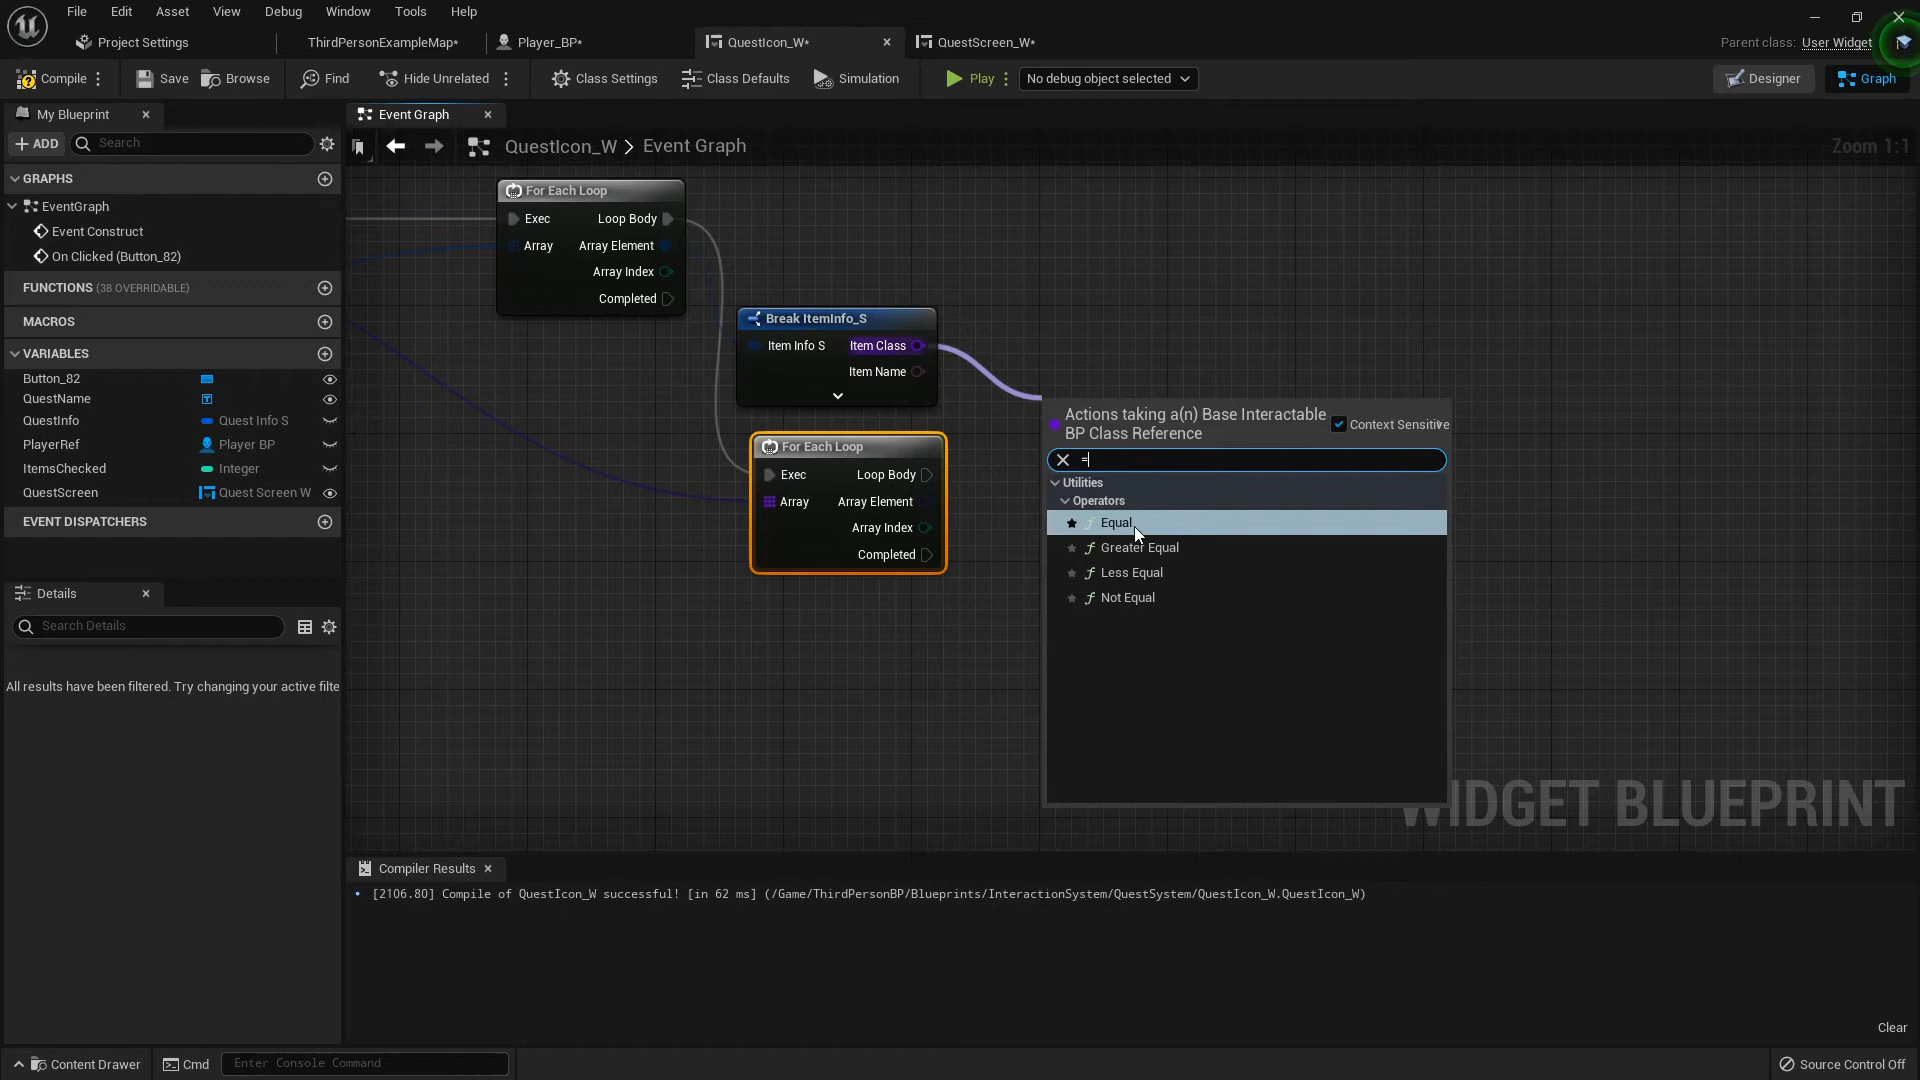 File Edit Asset View Debug Window Tools Help
Project Settings ThirdPersonExampleMap* Player_BP* QuestIcon_W* QuestScreen_W* Parent class: User Widget
Compile Save Browse Find Hide Unrelated Class Settings Class Defaults Simulation Play No debug object selected Designer Graph
My Blueprint
ADD Search
GRAPHS
EventGraph
Event Construct
On Clicked (Button_82)
FUNCTIONS (38 OVERRIDABLE)
MACROS
VARIABLES
Button_82
QuestName
QuestInfo Quest Info S
PlayerRef Player BP
ItemsChecked Integer
QuestScreen Quest Screen W
EVENT DISPATCHERS
Details
Search Details
All results have been filtered. Try changing your active filte
Event Graph
QuestIcon_W > Event Graph
Zoom 1:1
For Each Loop
Exec Loop Body
Array Array Element
Array Index
Completed
Break ItemInfo_S
Item Info S Item Class
Item Name
For Each Loop
Exec Loop Body
Array Array Element
Array Index
Completed
Actions taking a(n) Base Interactable
BP Class Reference
Context Sensitive
=
Utilities
Operators
Equal
Greater Equal
Less Equal
Not Equal
WIDGET BLUEPRINT
Compiler Results
[2106.80] Compile of QuestIcon_W successful! [in 62 ms] (/Game/ThirdPersonBP/Blueprints/InteractionSystem/QuestSystem/QuestIcon_W.QuestIcon_W)
Clear
Content Drawer Cmd Enter Console Command Source Control Off